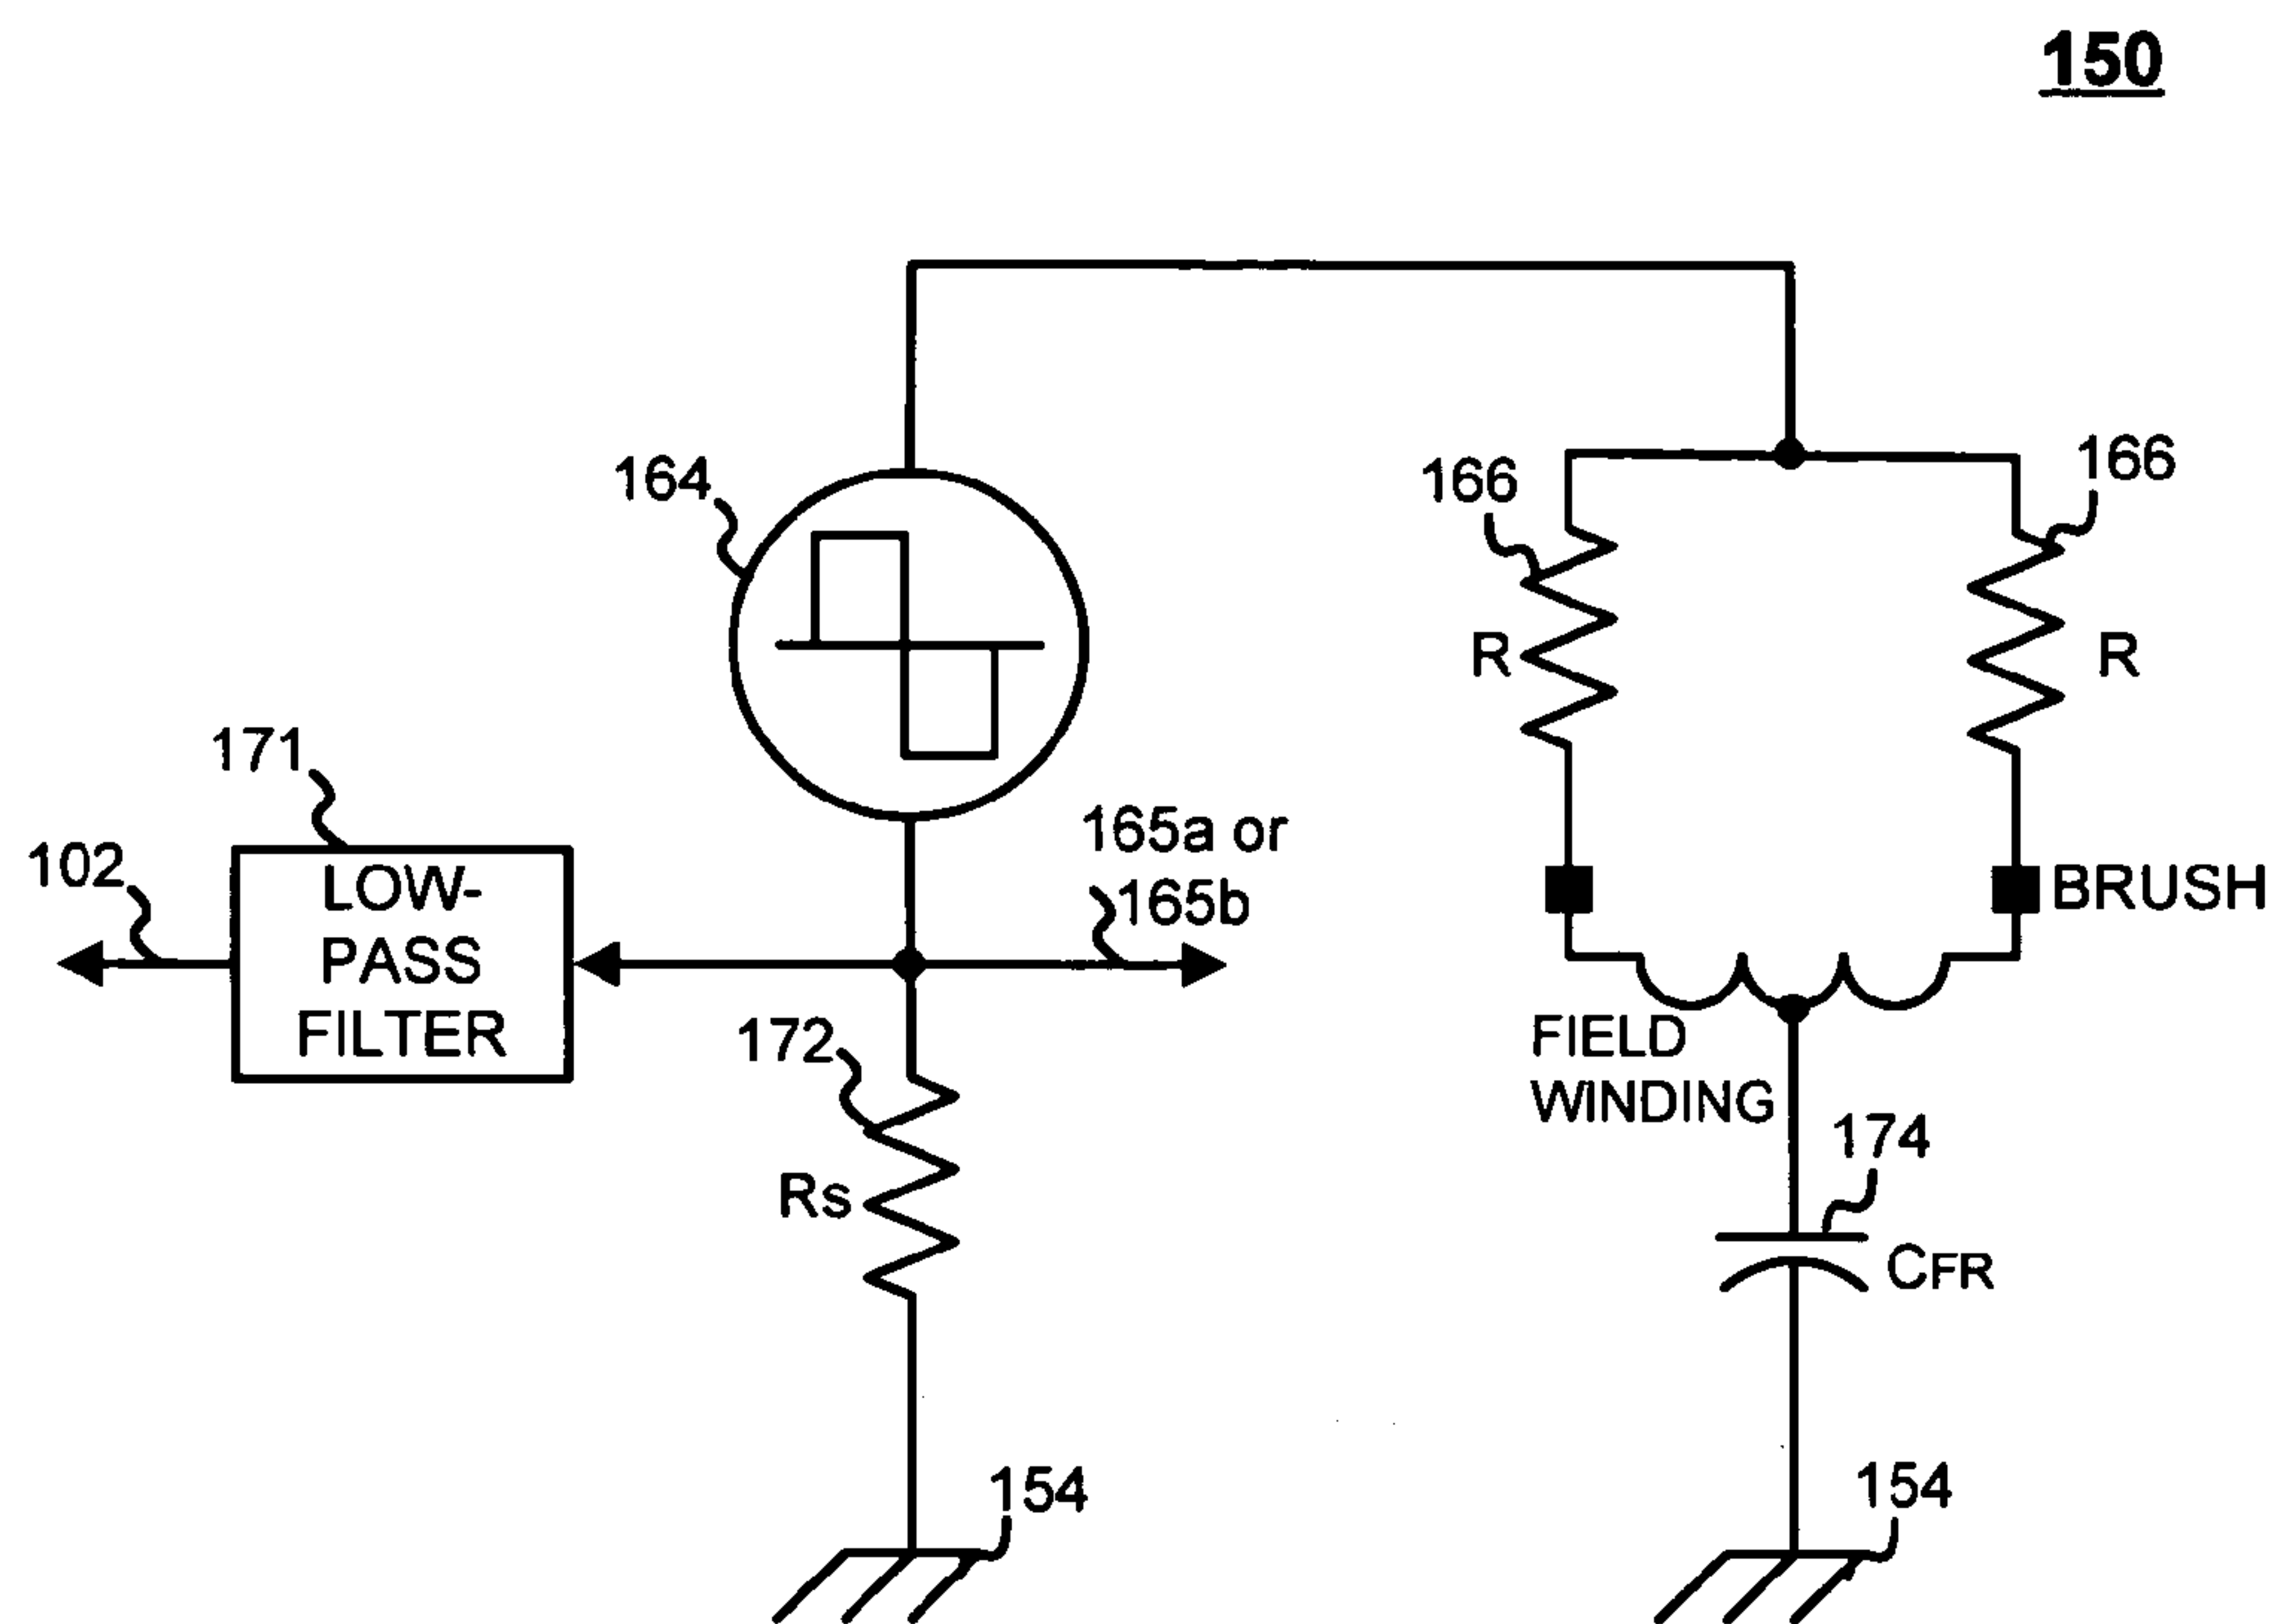 150
164
166
166
R
R
171
165a or
165b
102
LOW-
PASS
FILTER
BRUSH
172
FIELD
WINDING
174
Rs
CFR
154
154